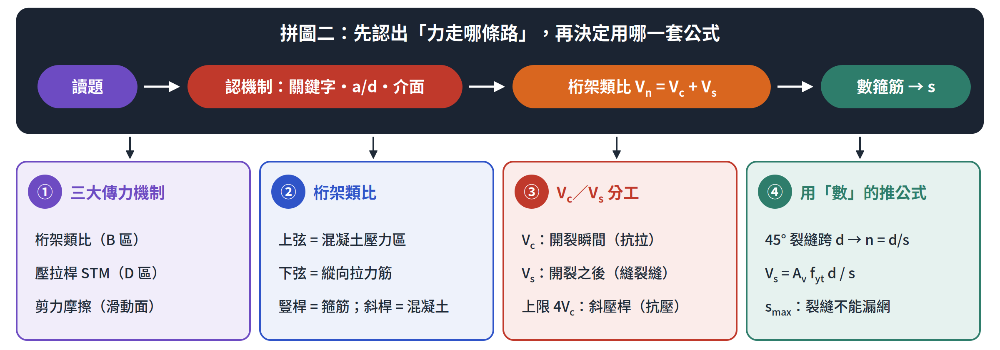 拼圖二：先認出「力走哪條路」，再決定用哪一套公式
讀題
認機制：關鍵字・a/d・介面
桁架類比 Vn = Vc + Vs
數箍筋 → s
① 三大傳力機制
桁架類比（B 區）
壓拉桿 STM（D 區）
剪力摩擦（滑動面）
② 桁架類比
上弦 = 混凝土壓力區
下弦 = 縱向拉力筋
豎桿 = 箍筋；斜桿 = 混凝土
③ Vc／Vs 分工
Vc：開裂瞬間（抗拉）
Vs：開裂之後（縫裂縫）
上限 4Vc：斜壓桿（抗壓）
④ 用「數」的推公式
45° 裂縫跨 d → n = d/s
Vs = Av fyt d / s
smax：裂縫不能漏網